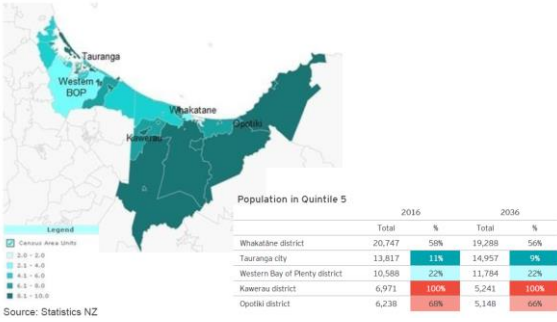 Tauranga
Western
BOP
Whakatane
Kawerau
Opotiki
Legend
Census Area Units
2.0 - 2.0
2.1 - 4.0
4.1 - 6.0
6.1 - 8.0
8.1 - 10.0
Source: Statistics NZ
Population in Quintile 5
2016 2036
Total % Total %
Whakatāne district 20,747 58% 19,288 56%
Tauranga city 13,817 11% 14,957 9%
Western Bay of Plenty district 10,588 22% 11,784 22%
Kawerau district 6,971 100% 5,241 100%
Opotiki district 6,238 68% 5,148 66%